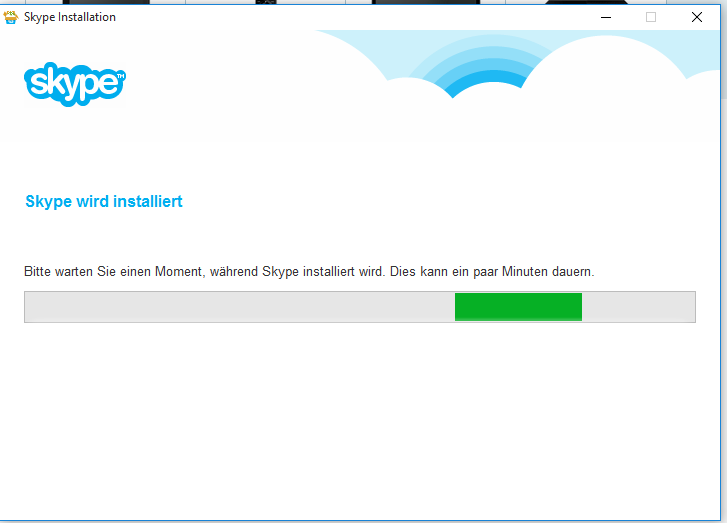 Skype Installation
skype™
Skype wird installiert
Bitte warten Sie einen Moment, während Skype installiert wird. Dies kann ein paar Minuten dauern.